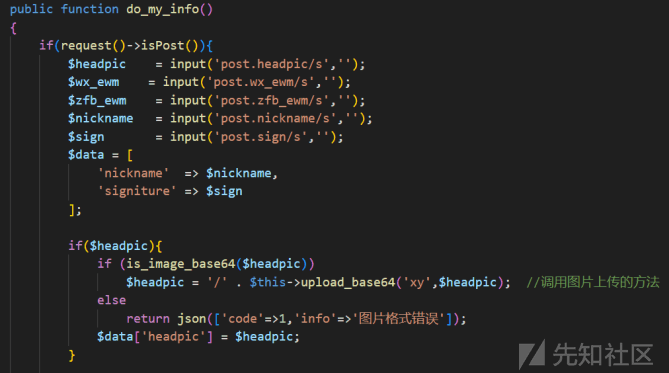 public function do_my_info()
{
    if(request()->isPost()){
        $headpic    = input('post.headpic/s','');
        $wx_ewm    = input('post.wx_ewm/s','');
        $zfb_ewm    = input('post.zfb_ewm/s','');
        $nickname   = input('post.nickname/s','');
        $sign       = input('post.sign/s','');
        $data = [
            'nickname'  => $nickname,
            'signiture' => $sign
        ];

        if($headpic){
            if (is_image_base64($headpic))
                $headpic = '/' . $this->upload_base64('xy',$headpic);  //调用图片上传的方法
            else
                return json(['code'=>1,'info'=>'图片格式错误']);
            $data['headpic'] = $headpic;
        }
先知社区